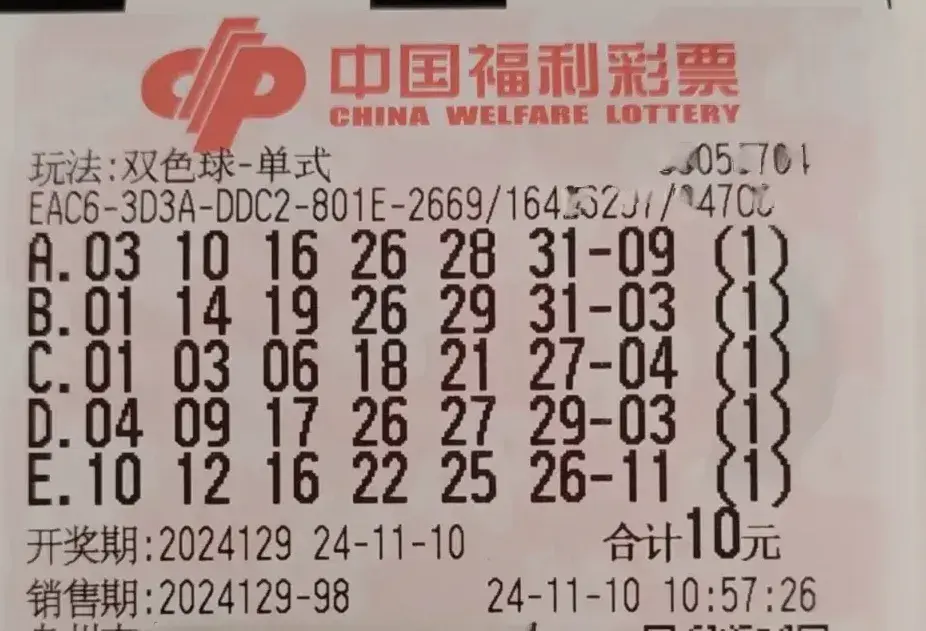 中国福利彩票
CHINA WELFARE LOTTERY
玩法:双色球-单式
EAC6-3D3A-DDC2-801E-2669/
A.03 10 16 26 28 31-09 (1)
B.01 14 19 26 29 31-03 (1)
C.01 03 06 18 21 27-04 (1)
D.04 09 17 26 27 29-03 (1)
E.10 12 16 22 25 26-11 (1)
开奖期:2024129 24-11-10 合计10元
销售期:2024129-98 24-11-10 10:57:26